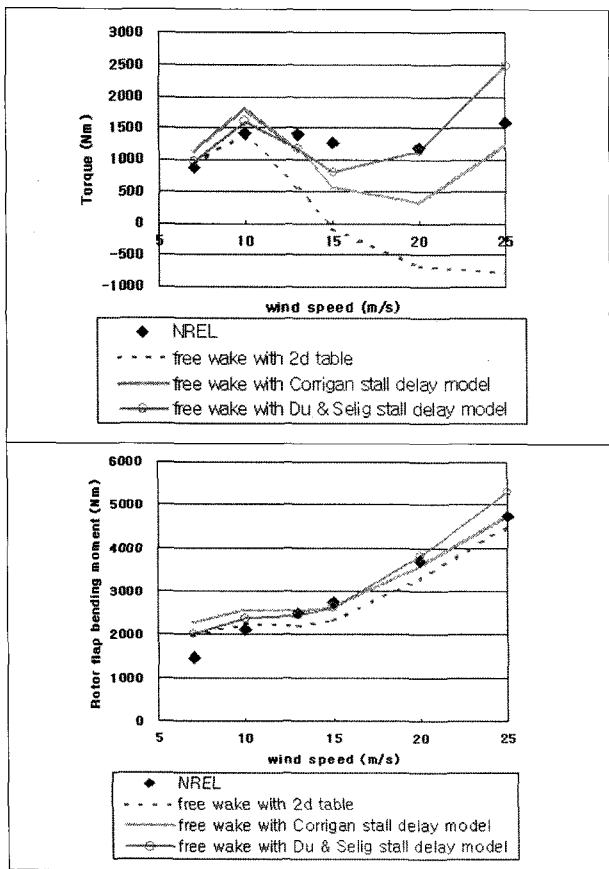 3000
2500
2000
1500
1000
500
0
-500
-1000
Torque (Nm)
5 10 15 20 25
wind speed (m/s)
NREL
free wake with 2d table
free wake with Corrigan stall delay model
free wake with Du & Selig stall delay model
6000
5000
4000
3000
2000
1000
0
Rotor flap bending moment (Nm)
5 10 15 20 25
wind speed (m/s)
NREL
free wake with 2d table
free wake with Corrigan stall delay model
free wake with Du & Selig stall delay model